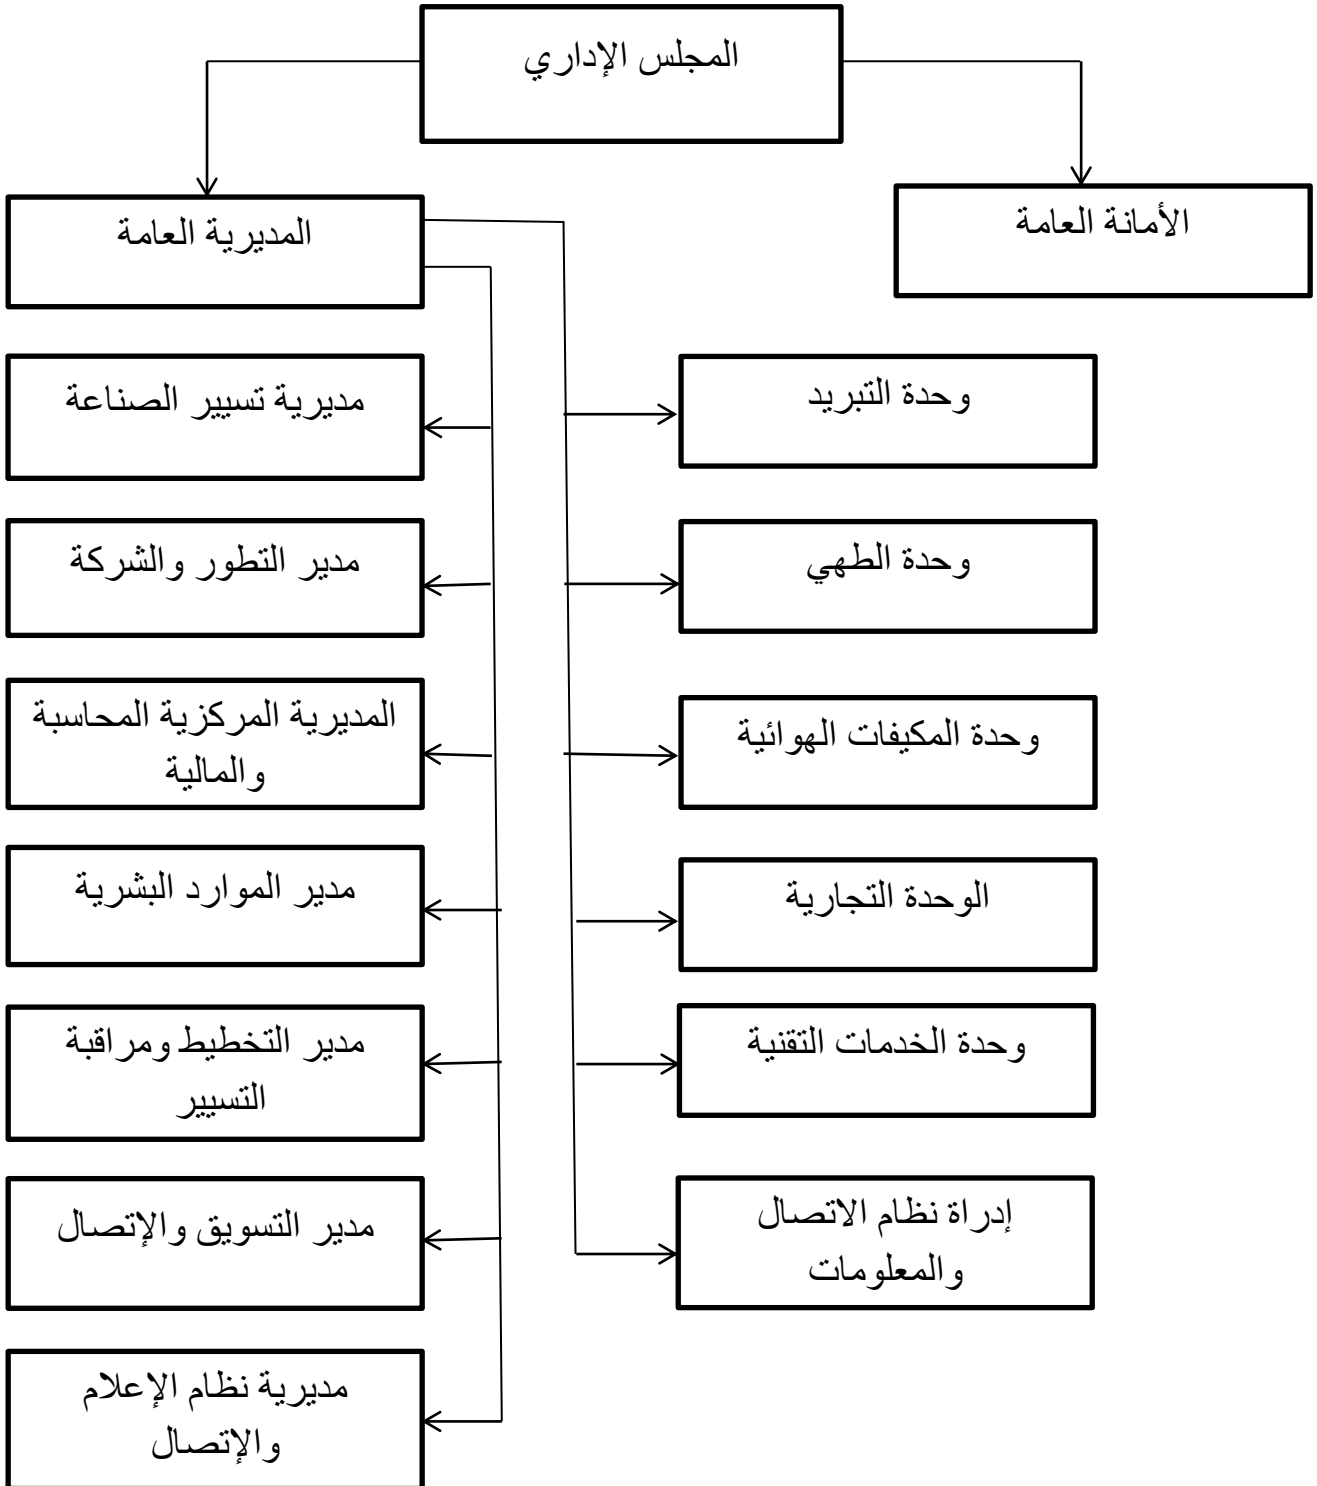 المجلس الإداري
الأمانة العامة
المديرية العامة
وحدة التبريد
مديرية تسيير الصناعة
وحدة الطهي
مدير التطور والشركة
وحدة المكيفات الهوائية
المديرية المركزية المحاسبة
والمالية
الوحدة التجارية
مدير الموارد البشرية
وحدة الخدمات التقنية
مدير التخطيط ومراقبة
التسيير
إدراة نظام الاتصال
والمعلومات
مدير التسويق والإتصال
مديرية نظام الإعلام
والإتصال